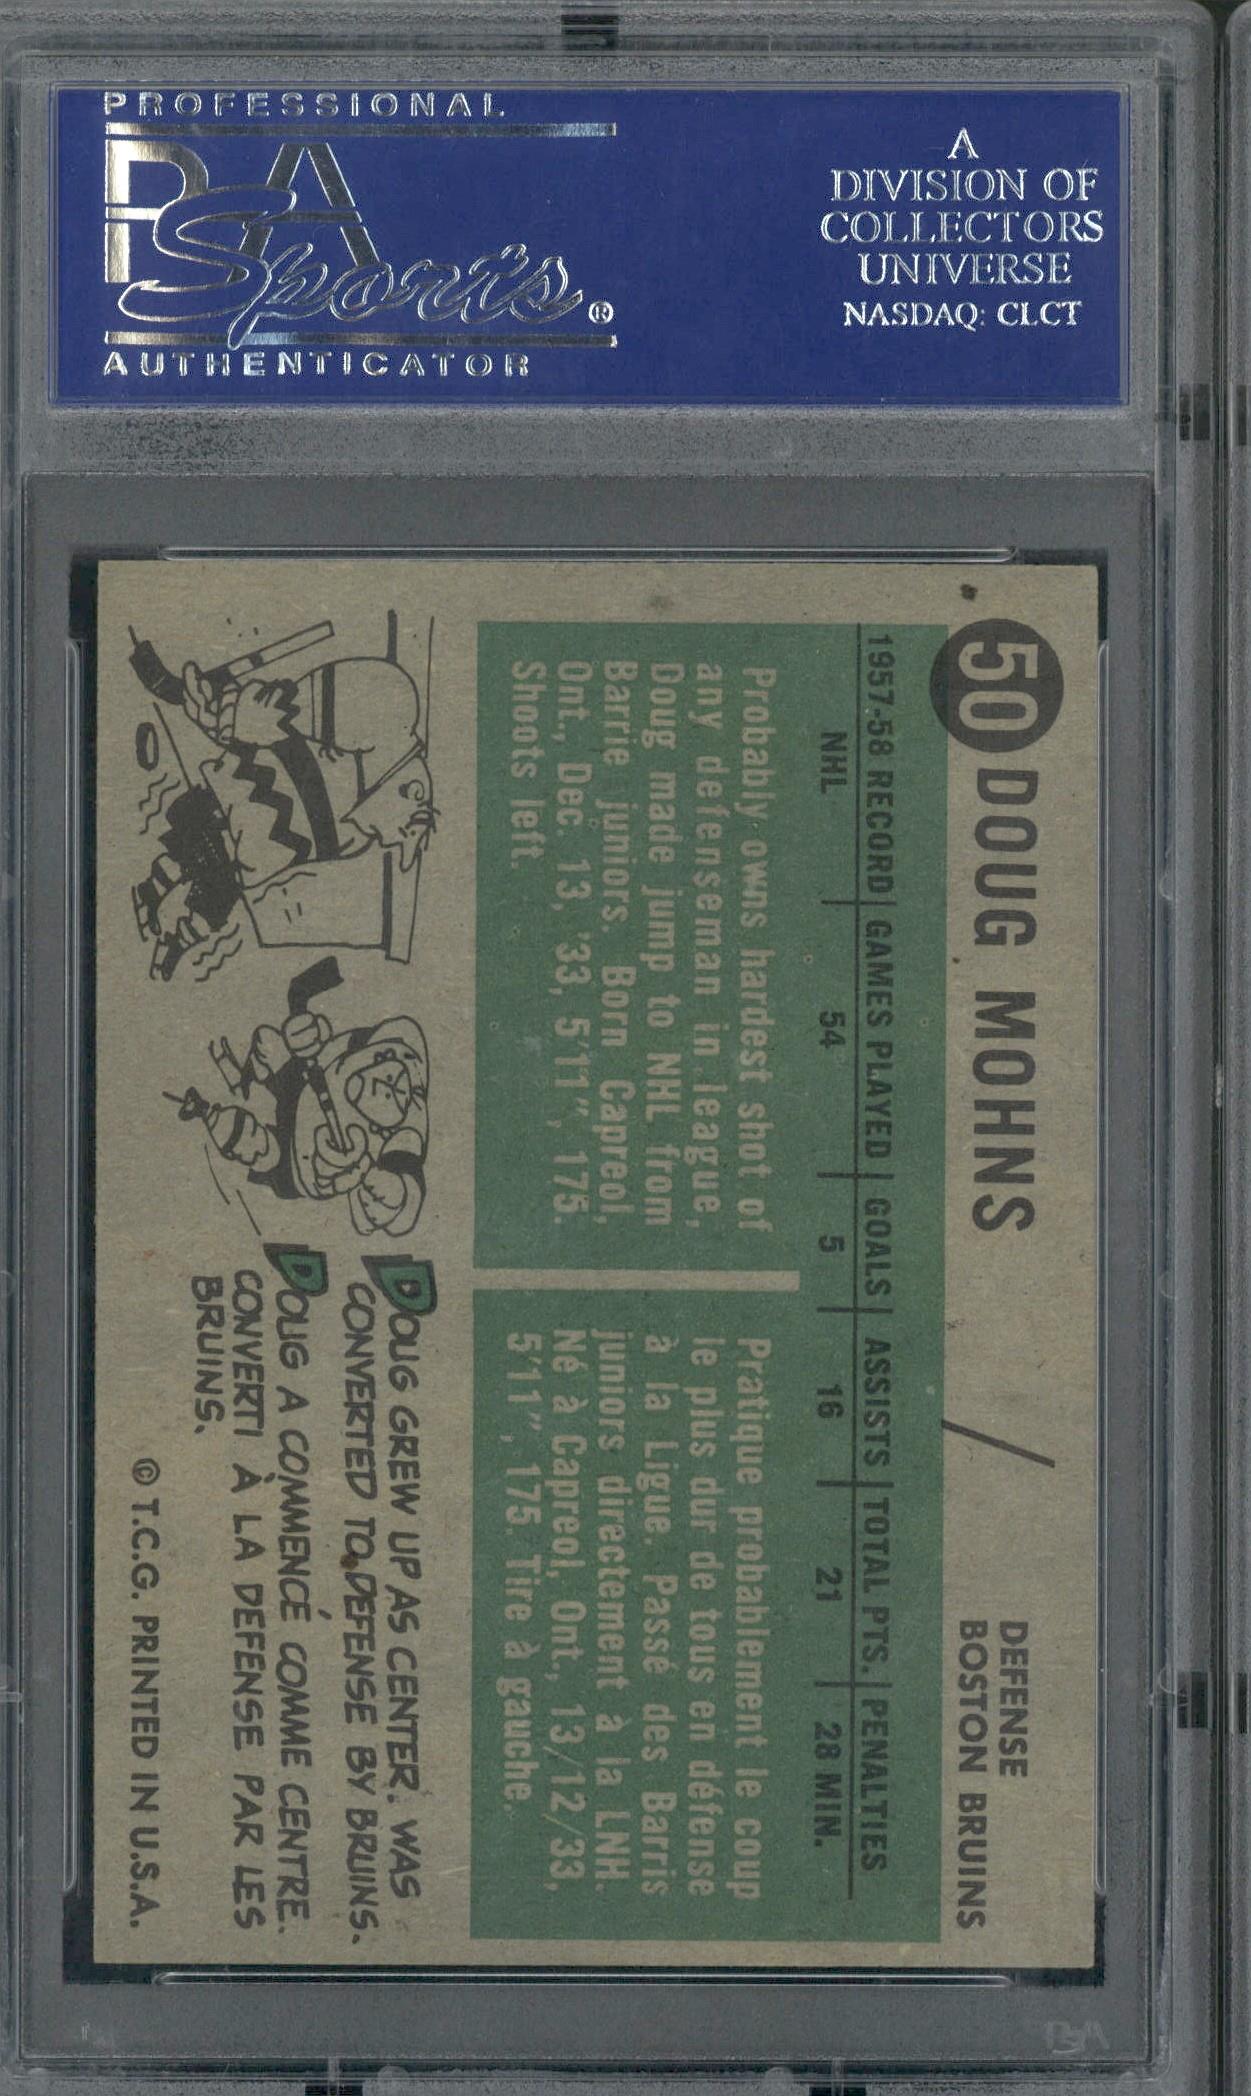 PROFESSIONAL
PSA
Sports®
AUTHENTICATOR
A
DIVISION OF
COLLECTORS
UNIVERSE
NASDAQ: CLCT
50 DOUG MOHNS
DEFENSE
BOSTON BRUINS
1957-58 RECORD GAMES PLAYED GOALS ASSISTS TOTAL PTS. PENALTIES
NHL 54 5 16 21 28 MIN.
Probably owns hardest shot of
any defenseman in league,
Doug made jump to NHL from
Barrie juniors. Born Capreol,
Ont., Dec. 13, '33, 5'11", 175.
Shoots left.
Pratique probablement le coup
le plus dur de tous en défense
à la Ligue. Passé des Barris
juniors directement à la LNH.
Né à Capreol, Ont., 13/12/33,
5'11", 175. Tire à gauche.
DOUG GREW UP AS CENTER. WAS
CONVERTED TO DEFENSE BY BRUINS.
DOUG A COMMENCÉ COMME CENTRE.
CONVERTI À LA DEFENSE PAR LES
BRUINS.
© T.C.G. PRINTED IN U.S.A.